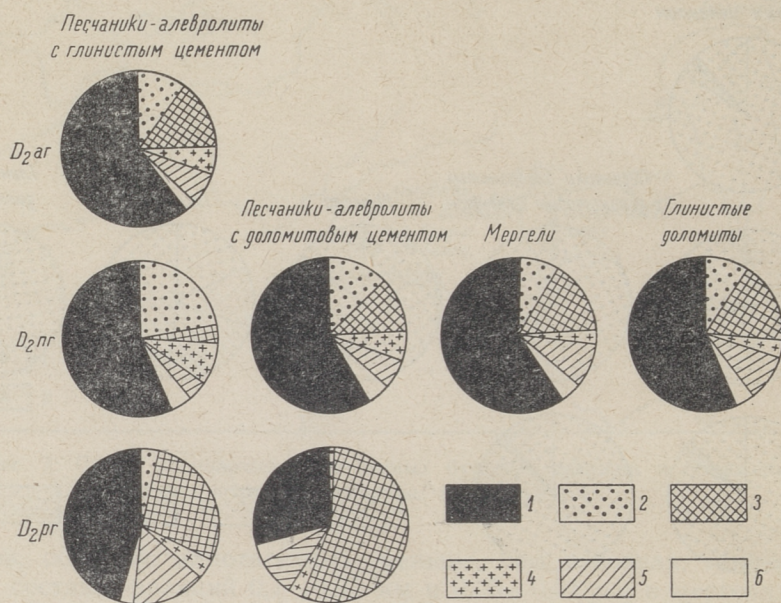 Песчаники-алевролиты
с глинистым цементом
D₂ar
Песчаники-алевролиты
с доломитовым цементом
Мергели
Глинистые
доломиты
D₂nr
D₂pr
1
2
3
4
5
6